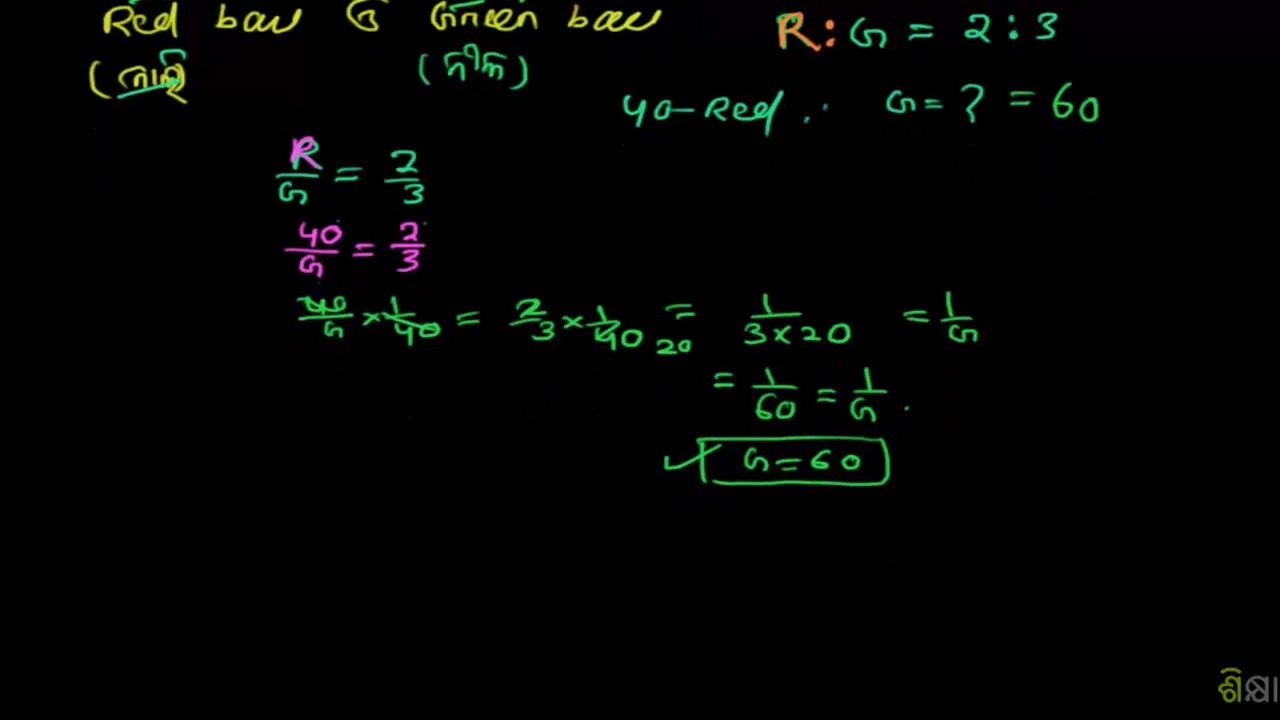 Red ball ଓ Green ball
R : G = 2 : 3
(ନାଲି) (ନୀଳ)
40-Red . G = ? = 60
R/G = 2/3
40/G = 2/3
40/G × 1/40 = 2/3 × 1/40 20 = 1/3×20 = 1/G
= 1/60 = 1/G .
✓ G = 60
ଶିକ୍ଷା